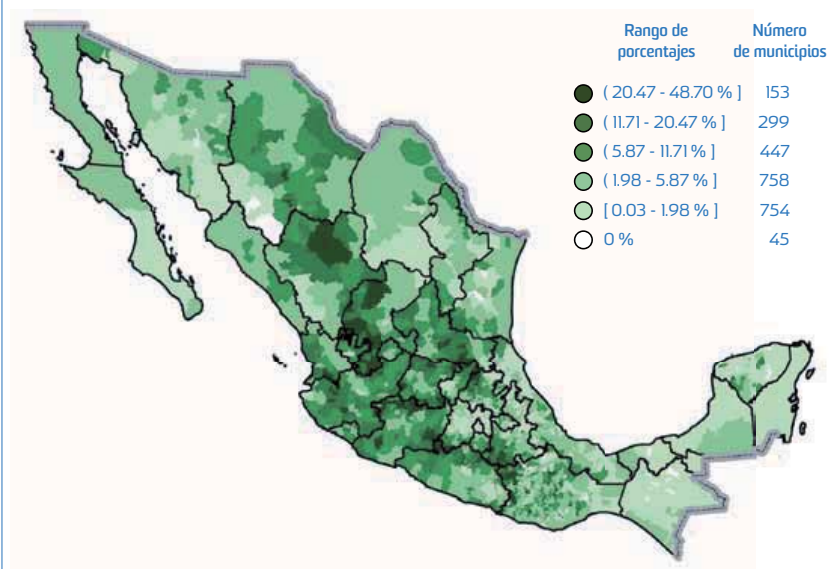 Rango de porcentajes
Número de municipios
( 20.47 - 48.70 % ] 153
( 11.71 - 20.47 % ] 299
( 5.87 - 11.71 % ] 447
( 1.98 - 5.87 % ] 758
[ 0.03 - 1.98 % ] 754
0 % 45